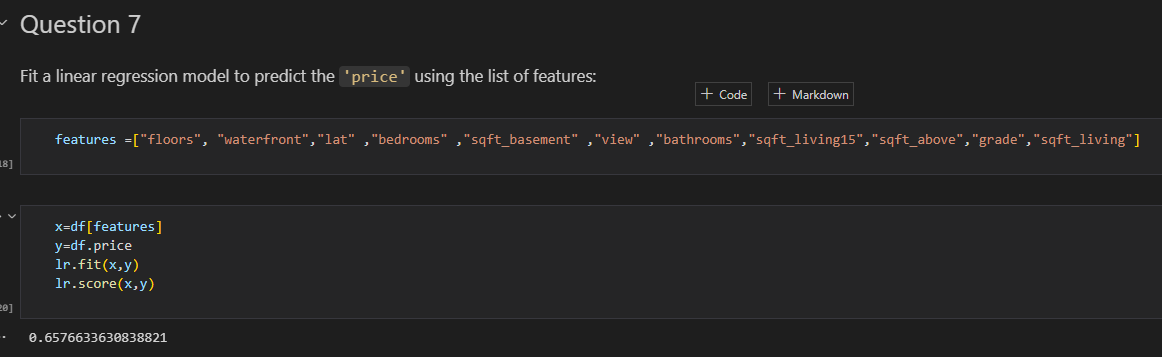 Question 7
Fit a linear regression model to predict the 'price' using the list of features:
+ Code + Markdown
features =["floors", "waterfront","lat" ,"bedrooms" ,"sqft_basement" ,"view" ,"bathrooms","sqft_living15","sqft_above","grade","sqft_living"]
18]
x=df[features]
y=df.price
lr.fit(x,y)
lr.score(x,y)
20]
0.6576633630838821